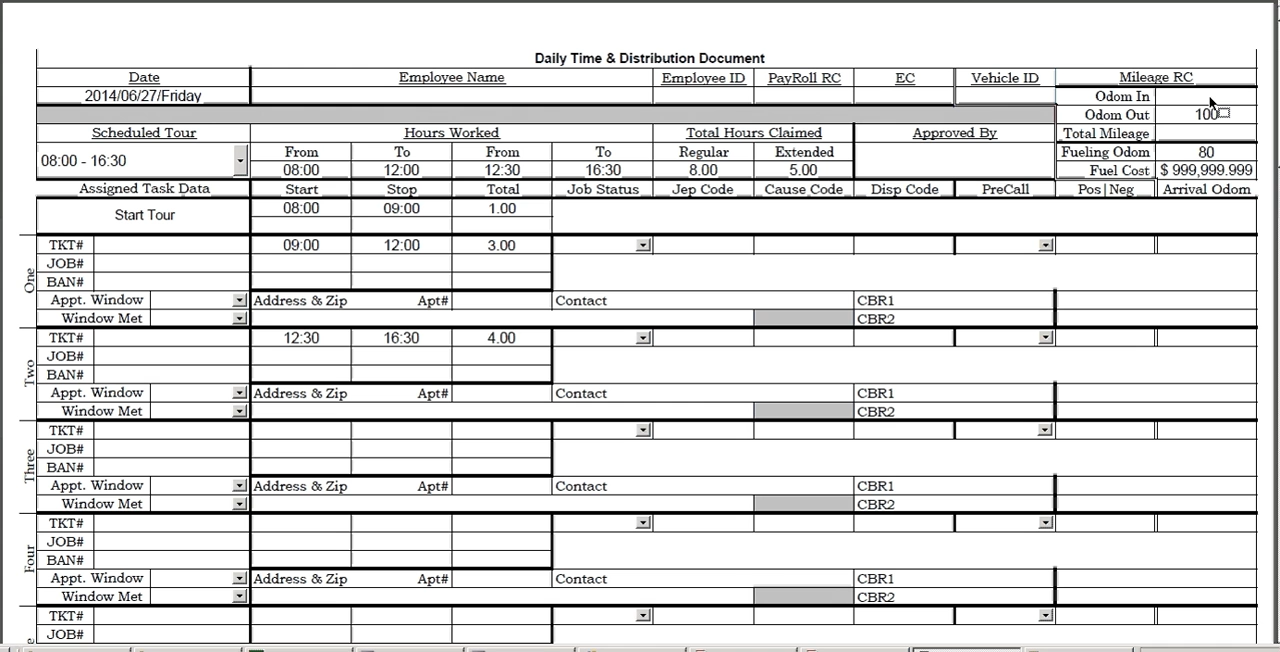 Daily Time & Distribution Document
Date Employee Name Employee ID PayRoll RC EC Vehicle ID Mileage RC
2014/06/27/Friday Odom In
Odom Out 100
Scheduled Tour Hours Worked Total Hours Claimed Approved By Total Mileage
08:00 - 16:30 From To From To Regular Extended Fueling Odom 80
08:00 12:00 12:30 16:30 8.00 5.00 Fuel Cost $ 999,999.999
Assigned Task Data Start Stop Total Job Status Jep Code Cause Code Disp Code PreCall Pos|Neg Arrival Odom
Start Tour 08:00 09:00 1.00
One
TKT# 09:00 12:00 3.00
JOB#
BAN#
Appt. Window Address & Zip Apt# Contact CBR1
Window Met CBR2
Two
TKT# 12:30 16:30 4.00
JOB#
BAN#
Appt. Window Address & Zip Apt# Contact CBR1
Window Met CBR2
Three
TKT#
JOB#
BAN#
Appt. Window Address & Zip Apt# Contact CBR1
Window Met CBR2
Four
TKT#
JOB#
BAN#
Appt. Window Address & Zip Apt# Contact CBR1
Window Met CBR2
TKT#
JOB#